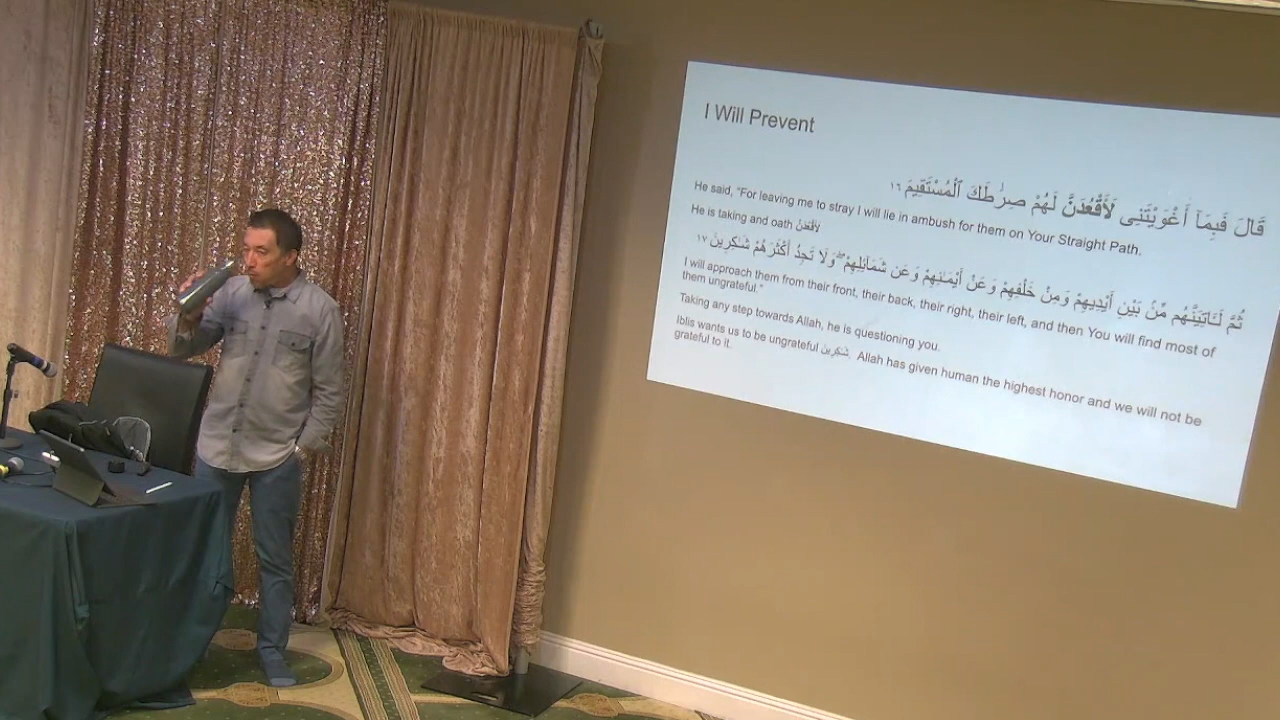 I Will Prevent
قَالَ فَبِمَآ أَغْوَيْتَنِى لَأَقْعُدَنَّ لَهُمْ صِرَٰطَكَ ٱلْمُسْتَقِيمَ ١٦
He said, "For leaving me to stray I will lie in ambush for them on Your Straight Path.
He is taking and oath لَأَقْعُدَنَّ
ثُمَّ لَـَٔاتِيَنَّهُم مِّنۢ بَيْنِ أَيْدِيهِمْ وَمِنْ خَلْفِهِمْ وَعَنْ أَيْمَـٰنِهِمْ وَعَن شَمَآئِلِهِمْ ۖ وَلَا تَجِدُ أَكْثَرَهُمْ شَـٰكِرِينَ ١٧
I will approach them from their front, their back, their right, their left, and then You will find most of
them ungrateful."
Taking any step towards Allah, he is questioning you.
Iblis wants us to be ungrateful شَـٰكِرِينَ. Allah has given human the highest honor and we will not be
grateful to it.